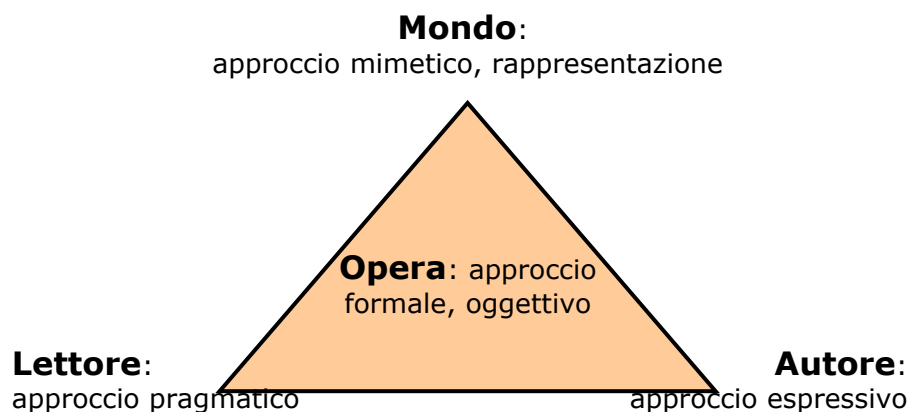 Mondo:
approccio mimetico, rappresentazione
Opera: approccio
formale, oggettivo
Lettore:
approccio pragmatico
Autore:
approccio espressivo